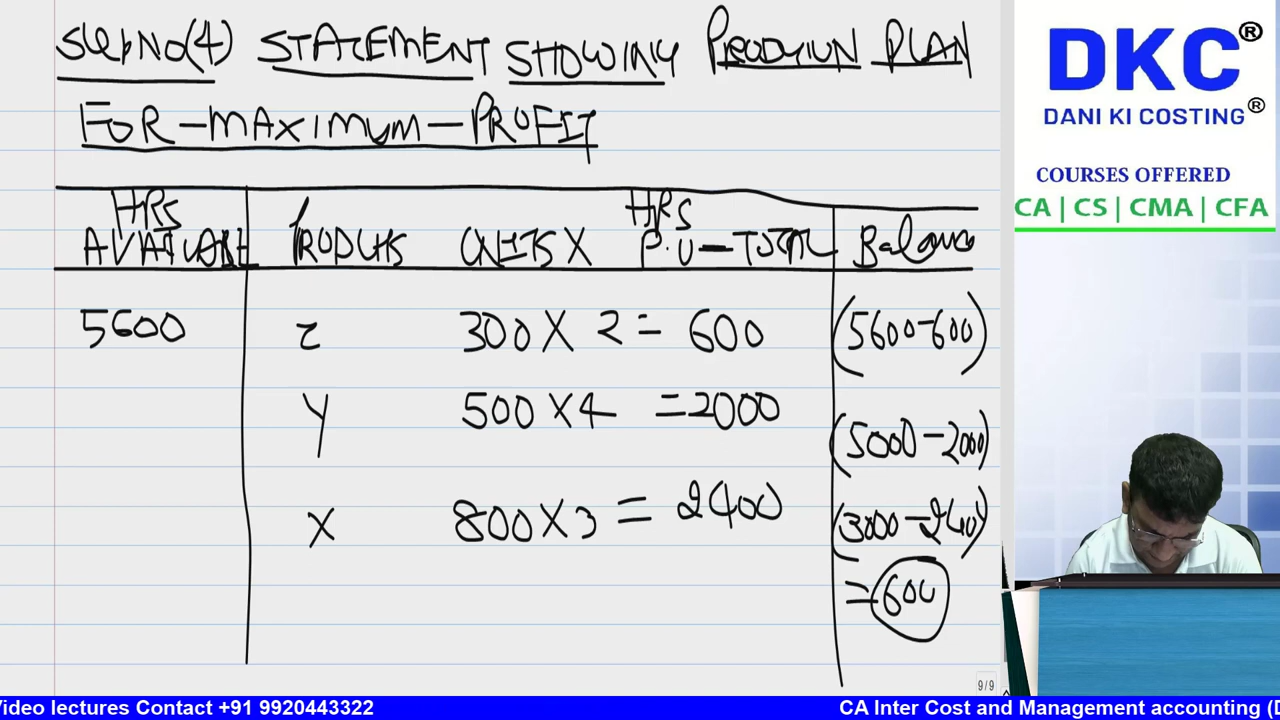 STEP NO(4) STATEMENT SHOWING PRODUCTION PLAN
FOR - MAXIMUM - PROFIT
HRS AVAILABLE PRODUCTS UNITS X HRS P.U - TOTAL Balance
5600 Z 300 X 2 = 600 (5600-600)
Y 500 X 4 = 2000 (5000-2000)
X 800 X 3 = 2400 (3000-2400)
= 600
DKC®
DANI KI COSTING®
COURSES OFFERED
CA | CS | CMA | CFA
9/9
Video lectures Contact +91 9920443322 CA Inter Cost and Management accounting (D